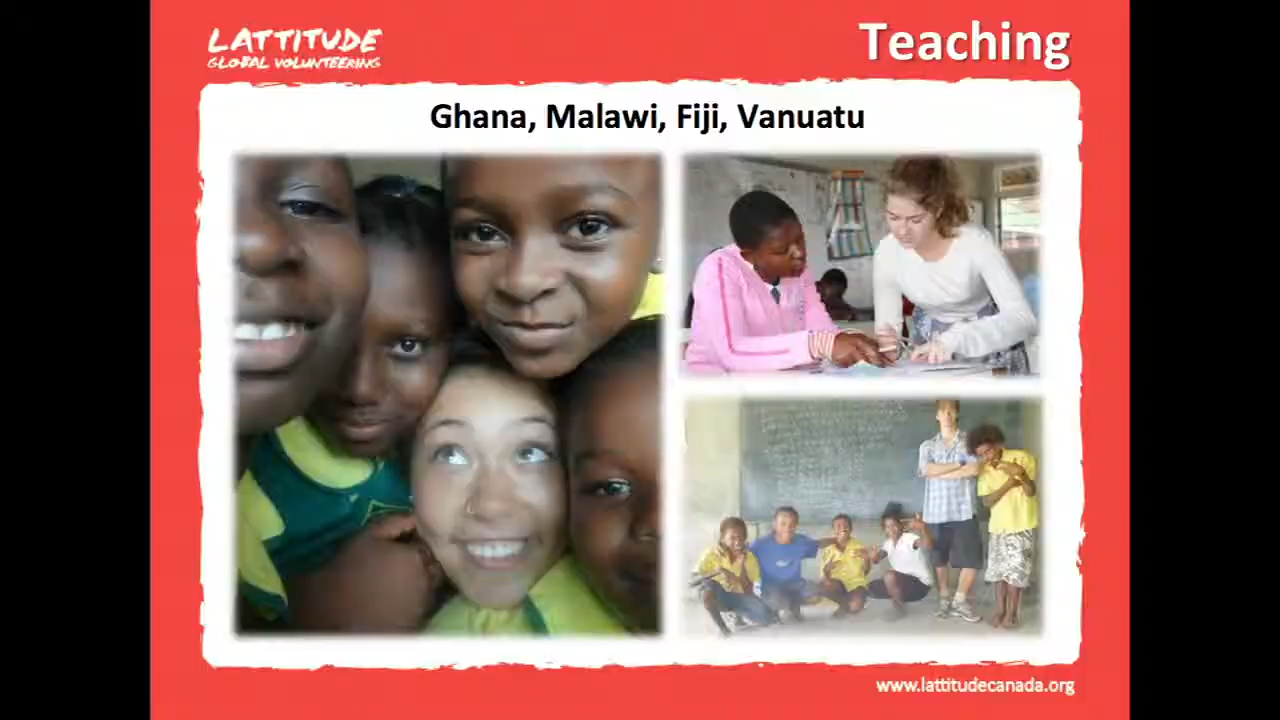 LATTITUDE
GLOBAL VOLUNTEERING
Teaching
Ghana, Malawi, Fiji, Vanuatu
www.lattitudecanada.org